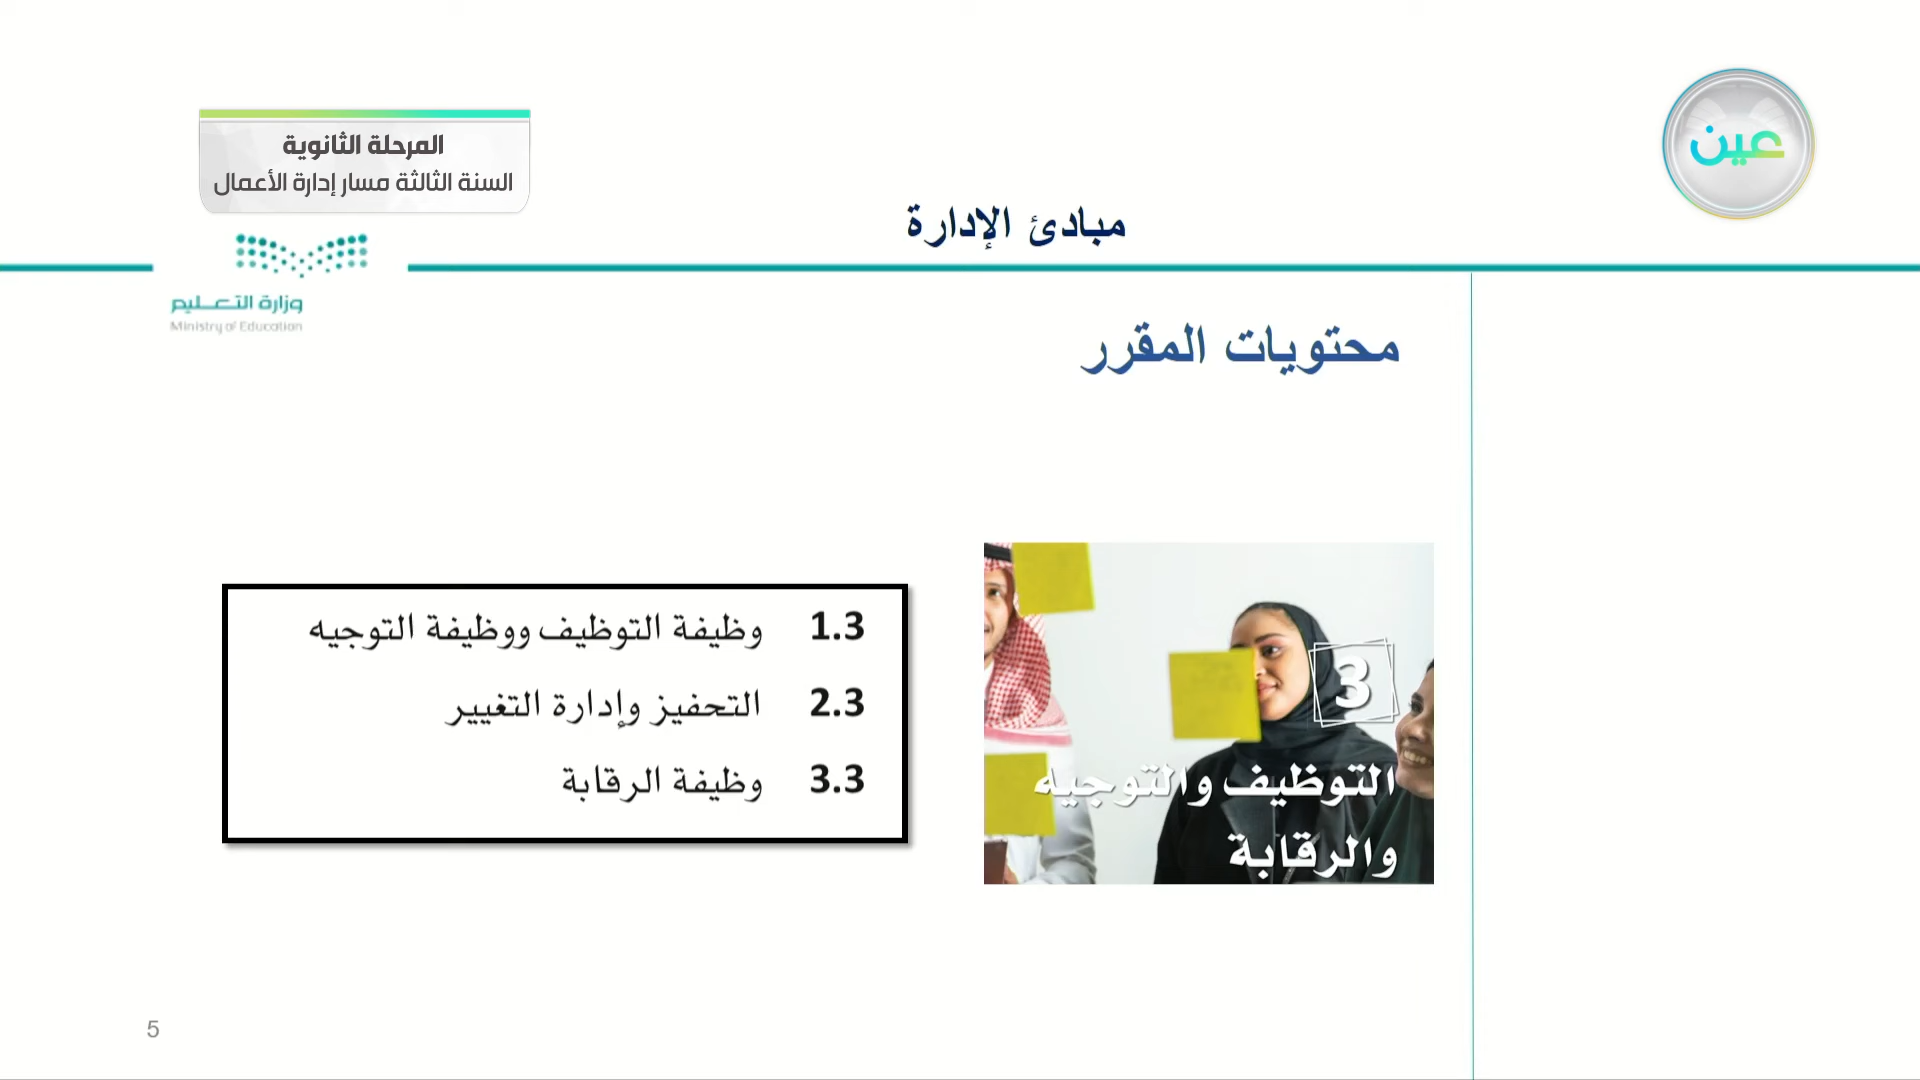 عين
المرحلة الثانوية
السنة الثالثة مسار إدارة الأعمال
مبادئ الإدارة
وزارة التعـــليم
Ministry of Education
محتويات المقرر
3
التوظيف والتوجيه
والرقابة
1.3 وظيفة التوظيف ووظيفة التوجيه
2.3 التحفيز وإدارة التغيير
3.3 وظيفة الرقابة
5